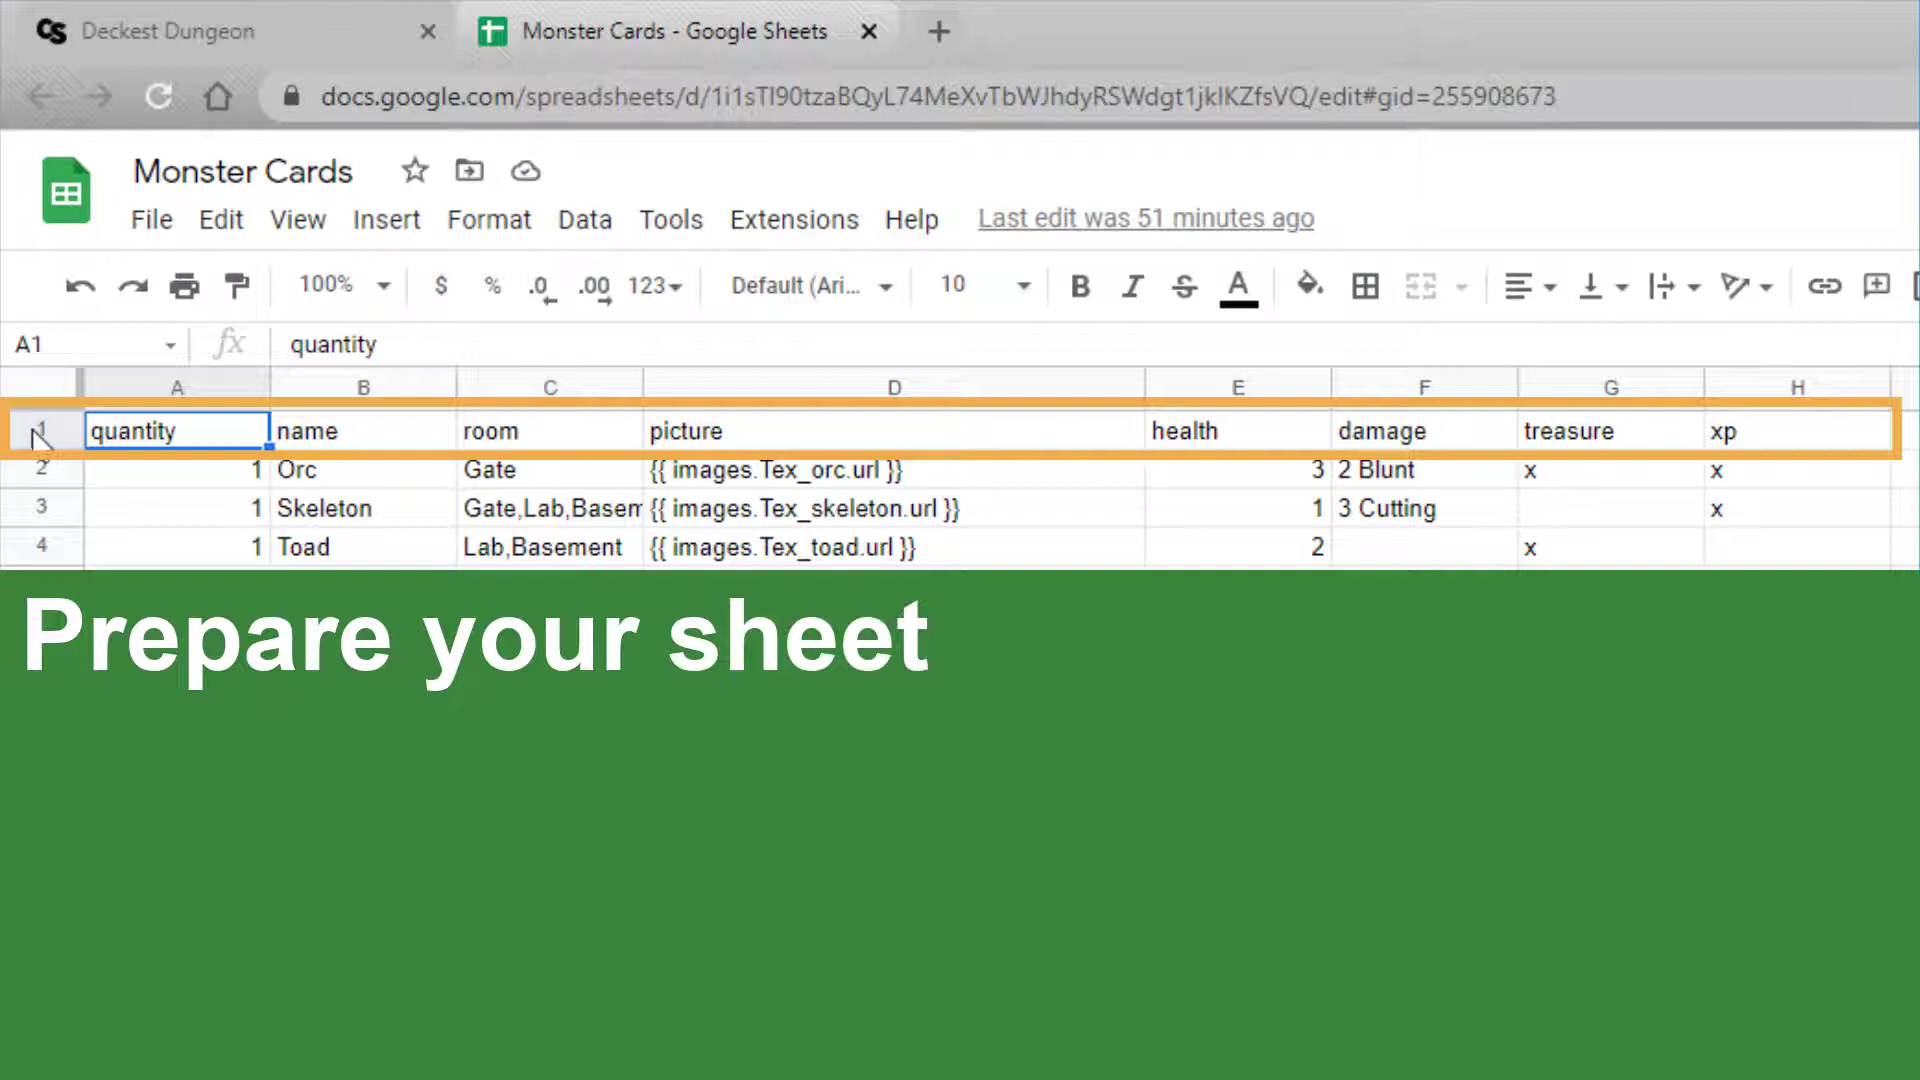 Deckest Dungeon
Monster Cards - Google Sheets
docs.google.com/spreadsheets/d/1i1sTI90tzaBQyL74MeXvTbWJhdyRSWdgt1jkIKZfsVQ/edit#gid=255908673
Monster Cards
File Edit View Insert Format Data Tools Extensions Help Last edit was 51 minutes ago
100% $ % .0 .00 123 Default (Ari... 10 B I S A
A1 fx quantity
A B C D E F G H
1 quantity name room picture health damage treasure xp
2 1 Orc Gate {{ images.Tex_orc.url }} 3 2 Blunt x x
3 1 Skeleton Gate,Lab,Basem {{ images.Tex_skeleton.url }} 1 3 Cutting x
4 1 Toad Lab,Basement {{ images.Tex_toad.url }} 2 x
Prepare your sheet